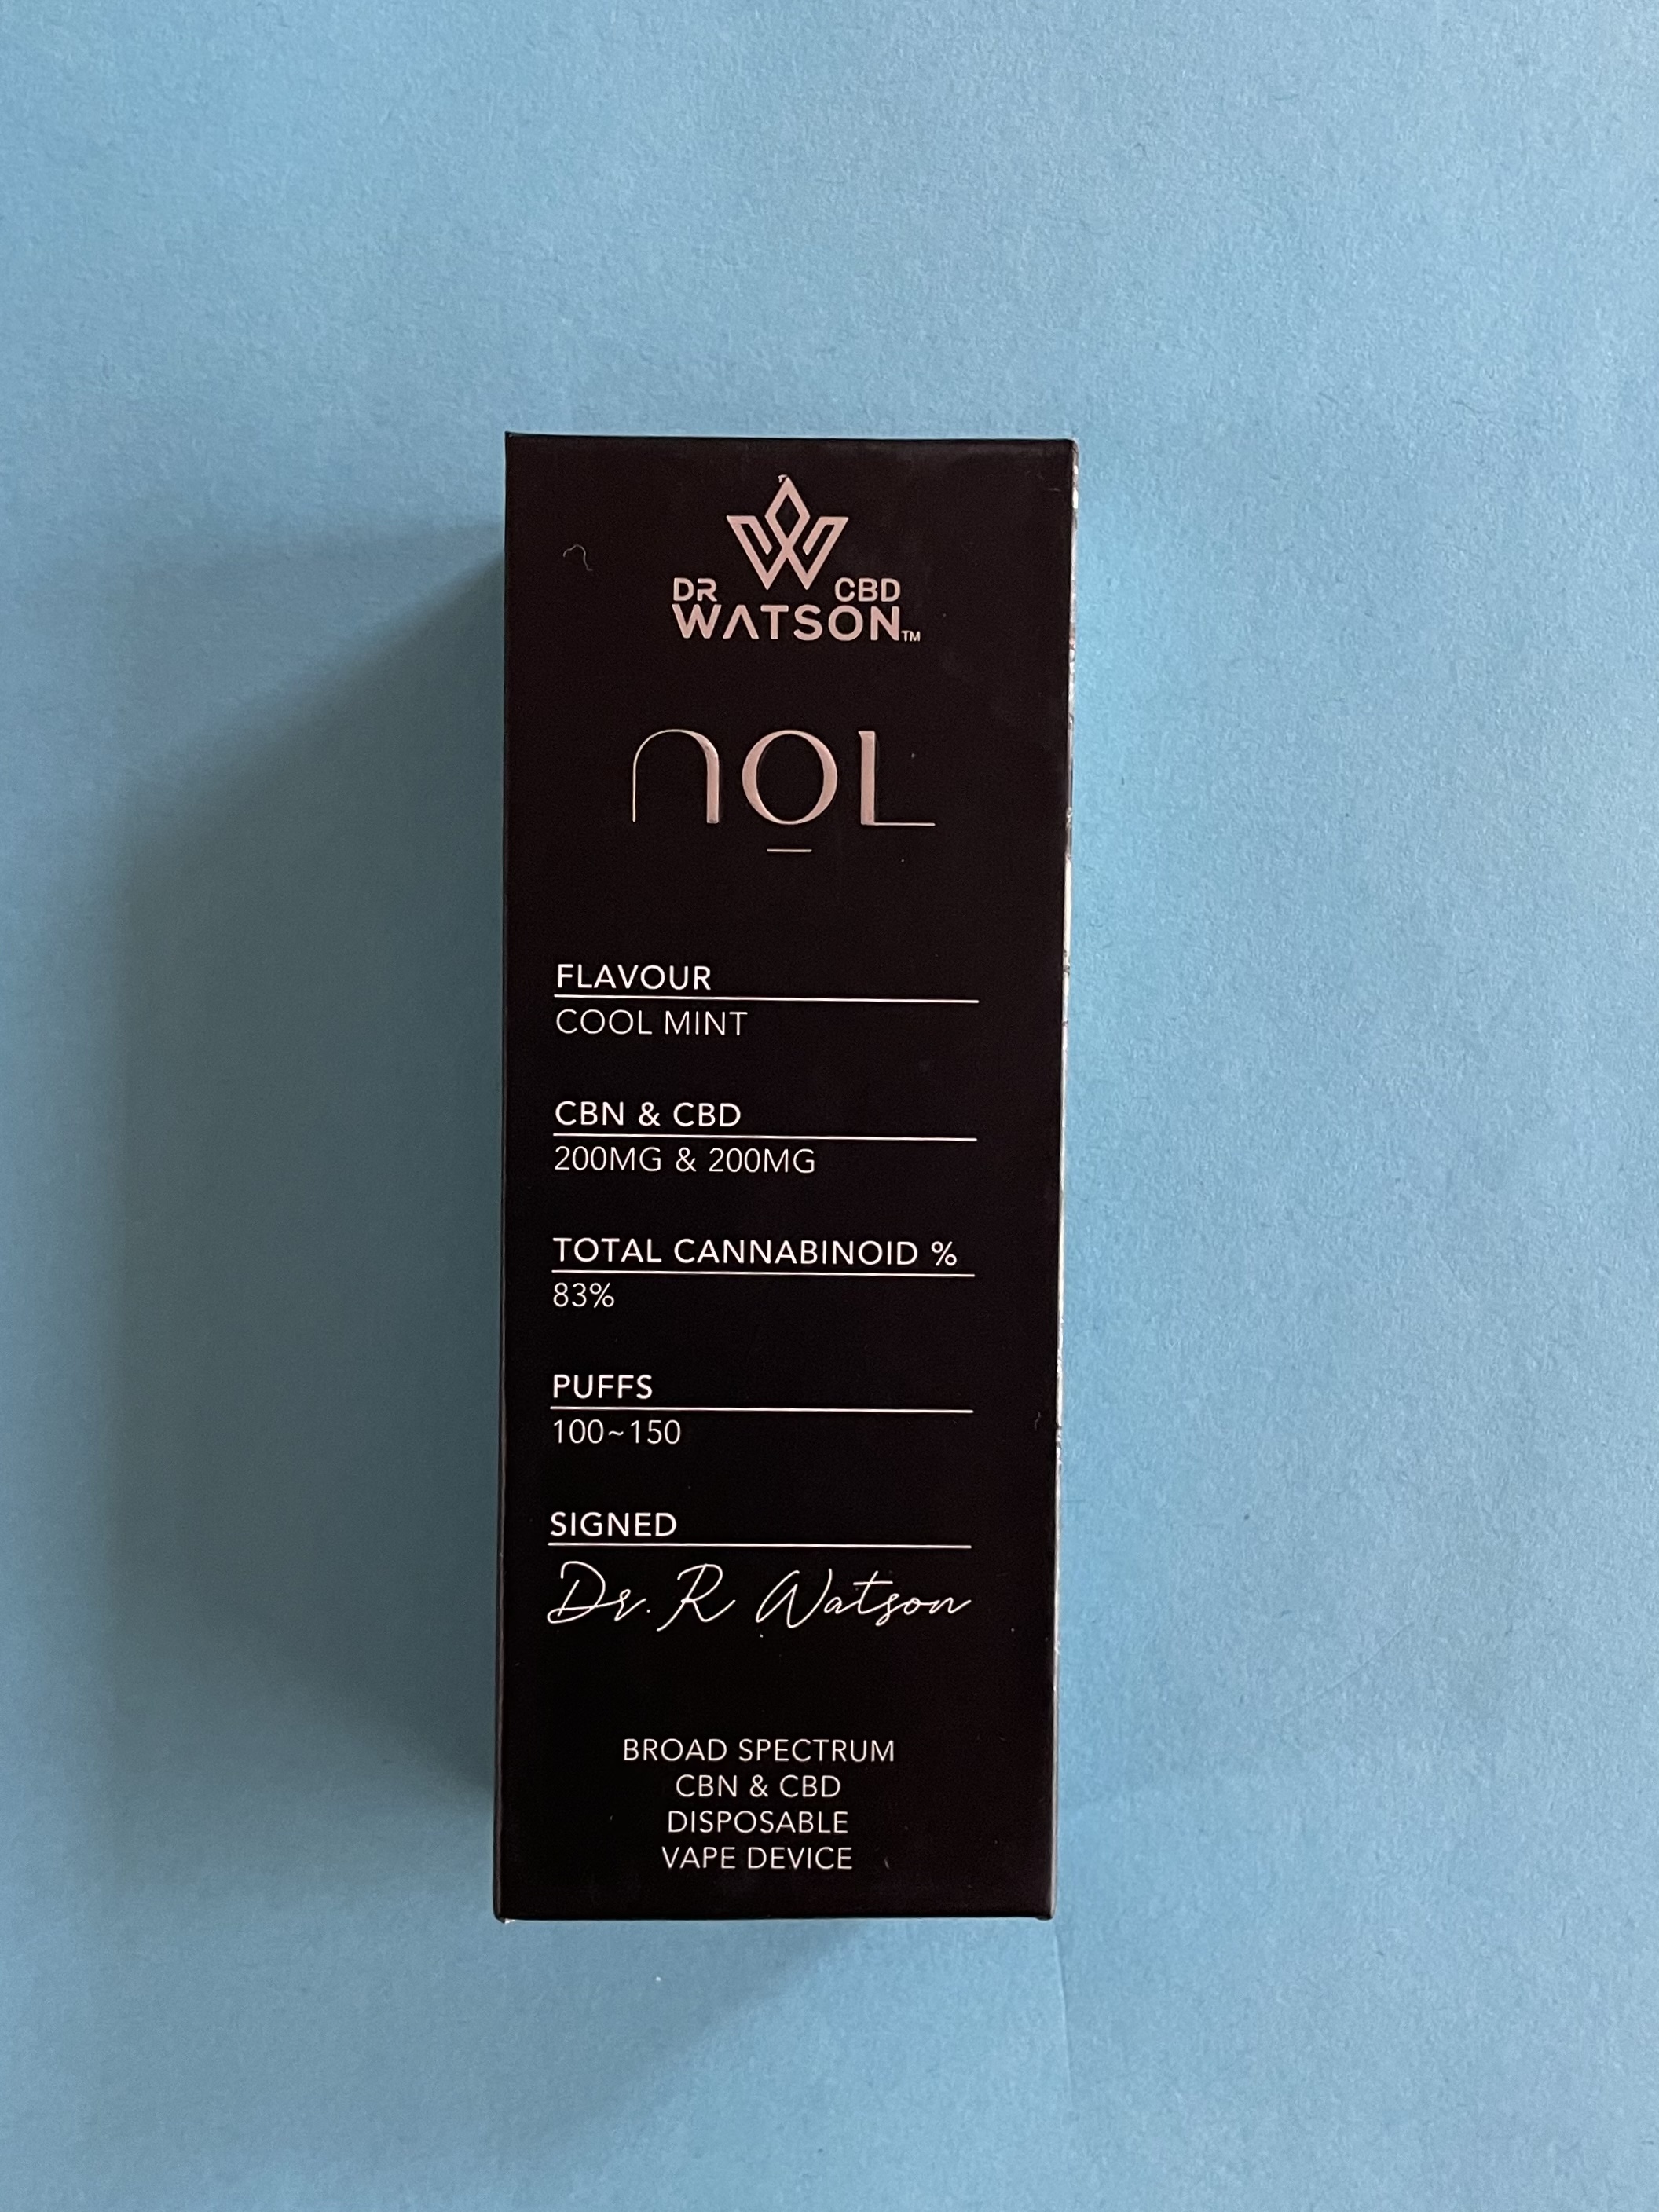 DR CBD
WATSON™
nOL
FLAVOUR
COOL MINT
CBN & CBD
200MG & 200MG
TOTAL CANNABINOID %
83%
PUFFS
100~150
SIGNED
Dr. R Watson
BROAD SPECTRUM
CBN & CBD
DISPOSABLE
VAPE DEVICE